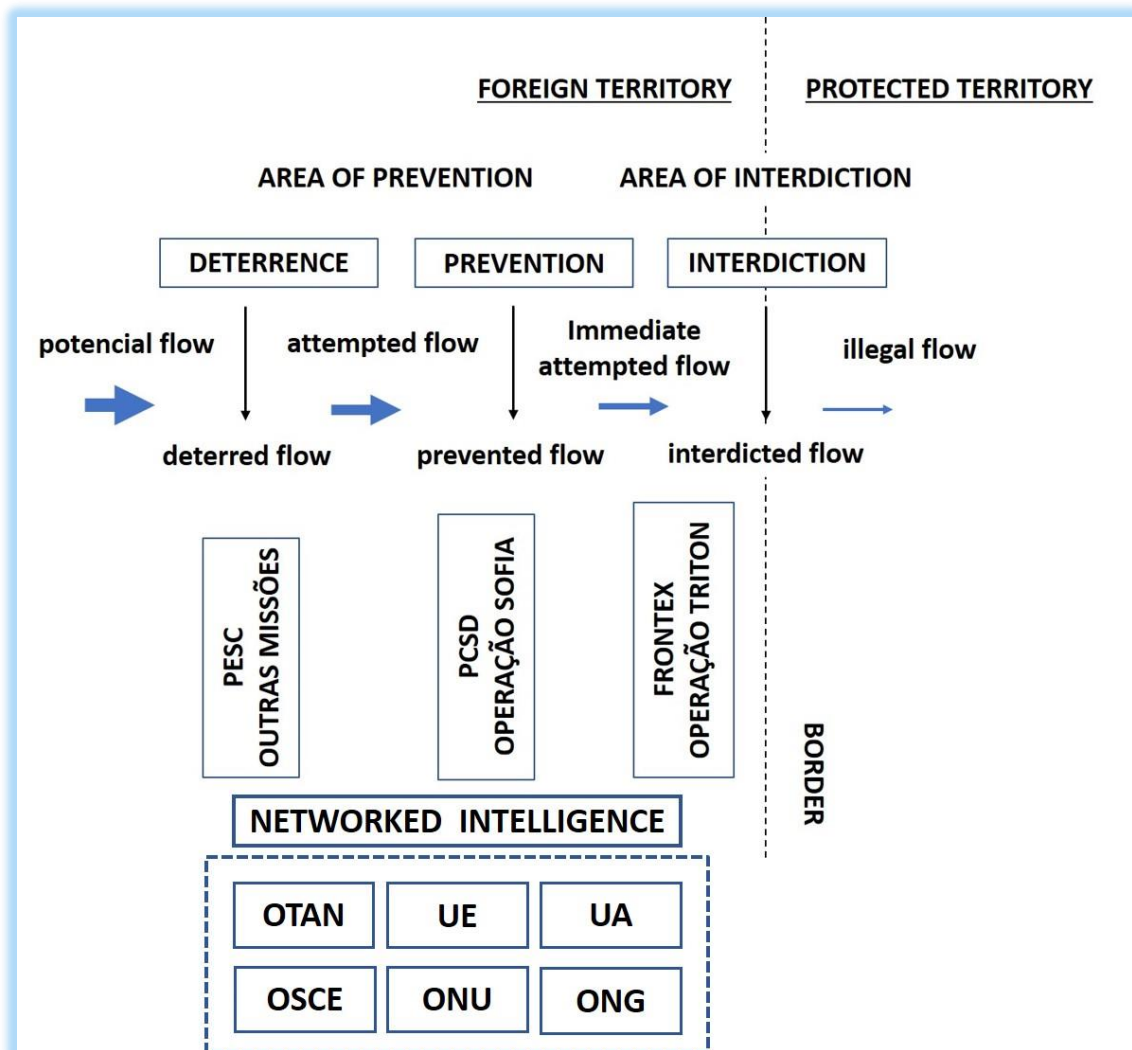 FOREIGN TERRITORY
PROTECTED TERRITORY
AREA OF PREVENTION
AREA OF INTERDICTION
DETERRENCE
PREVENTION
INTERDICTION
potencial flow
attempted flow
Immediate
attempted flow
illegal flow
deterred flow
prevented flow
interdicted flow
PESC
OUTRAS MISSÕES
PCSD
OPERAÇÃO SOFIA
FRONTEX
OPERAÇÃO TRITON
BORDER
NETWORKED INTELLIGENCE
OTAN
UE
UA
OSCE
ONU
ONG